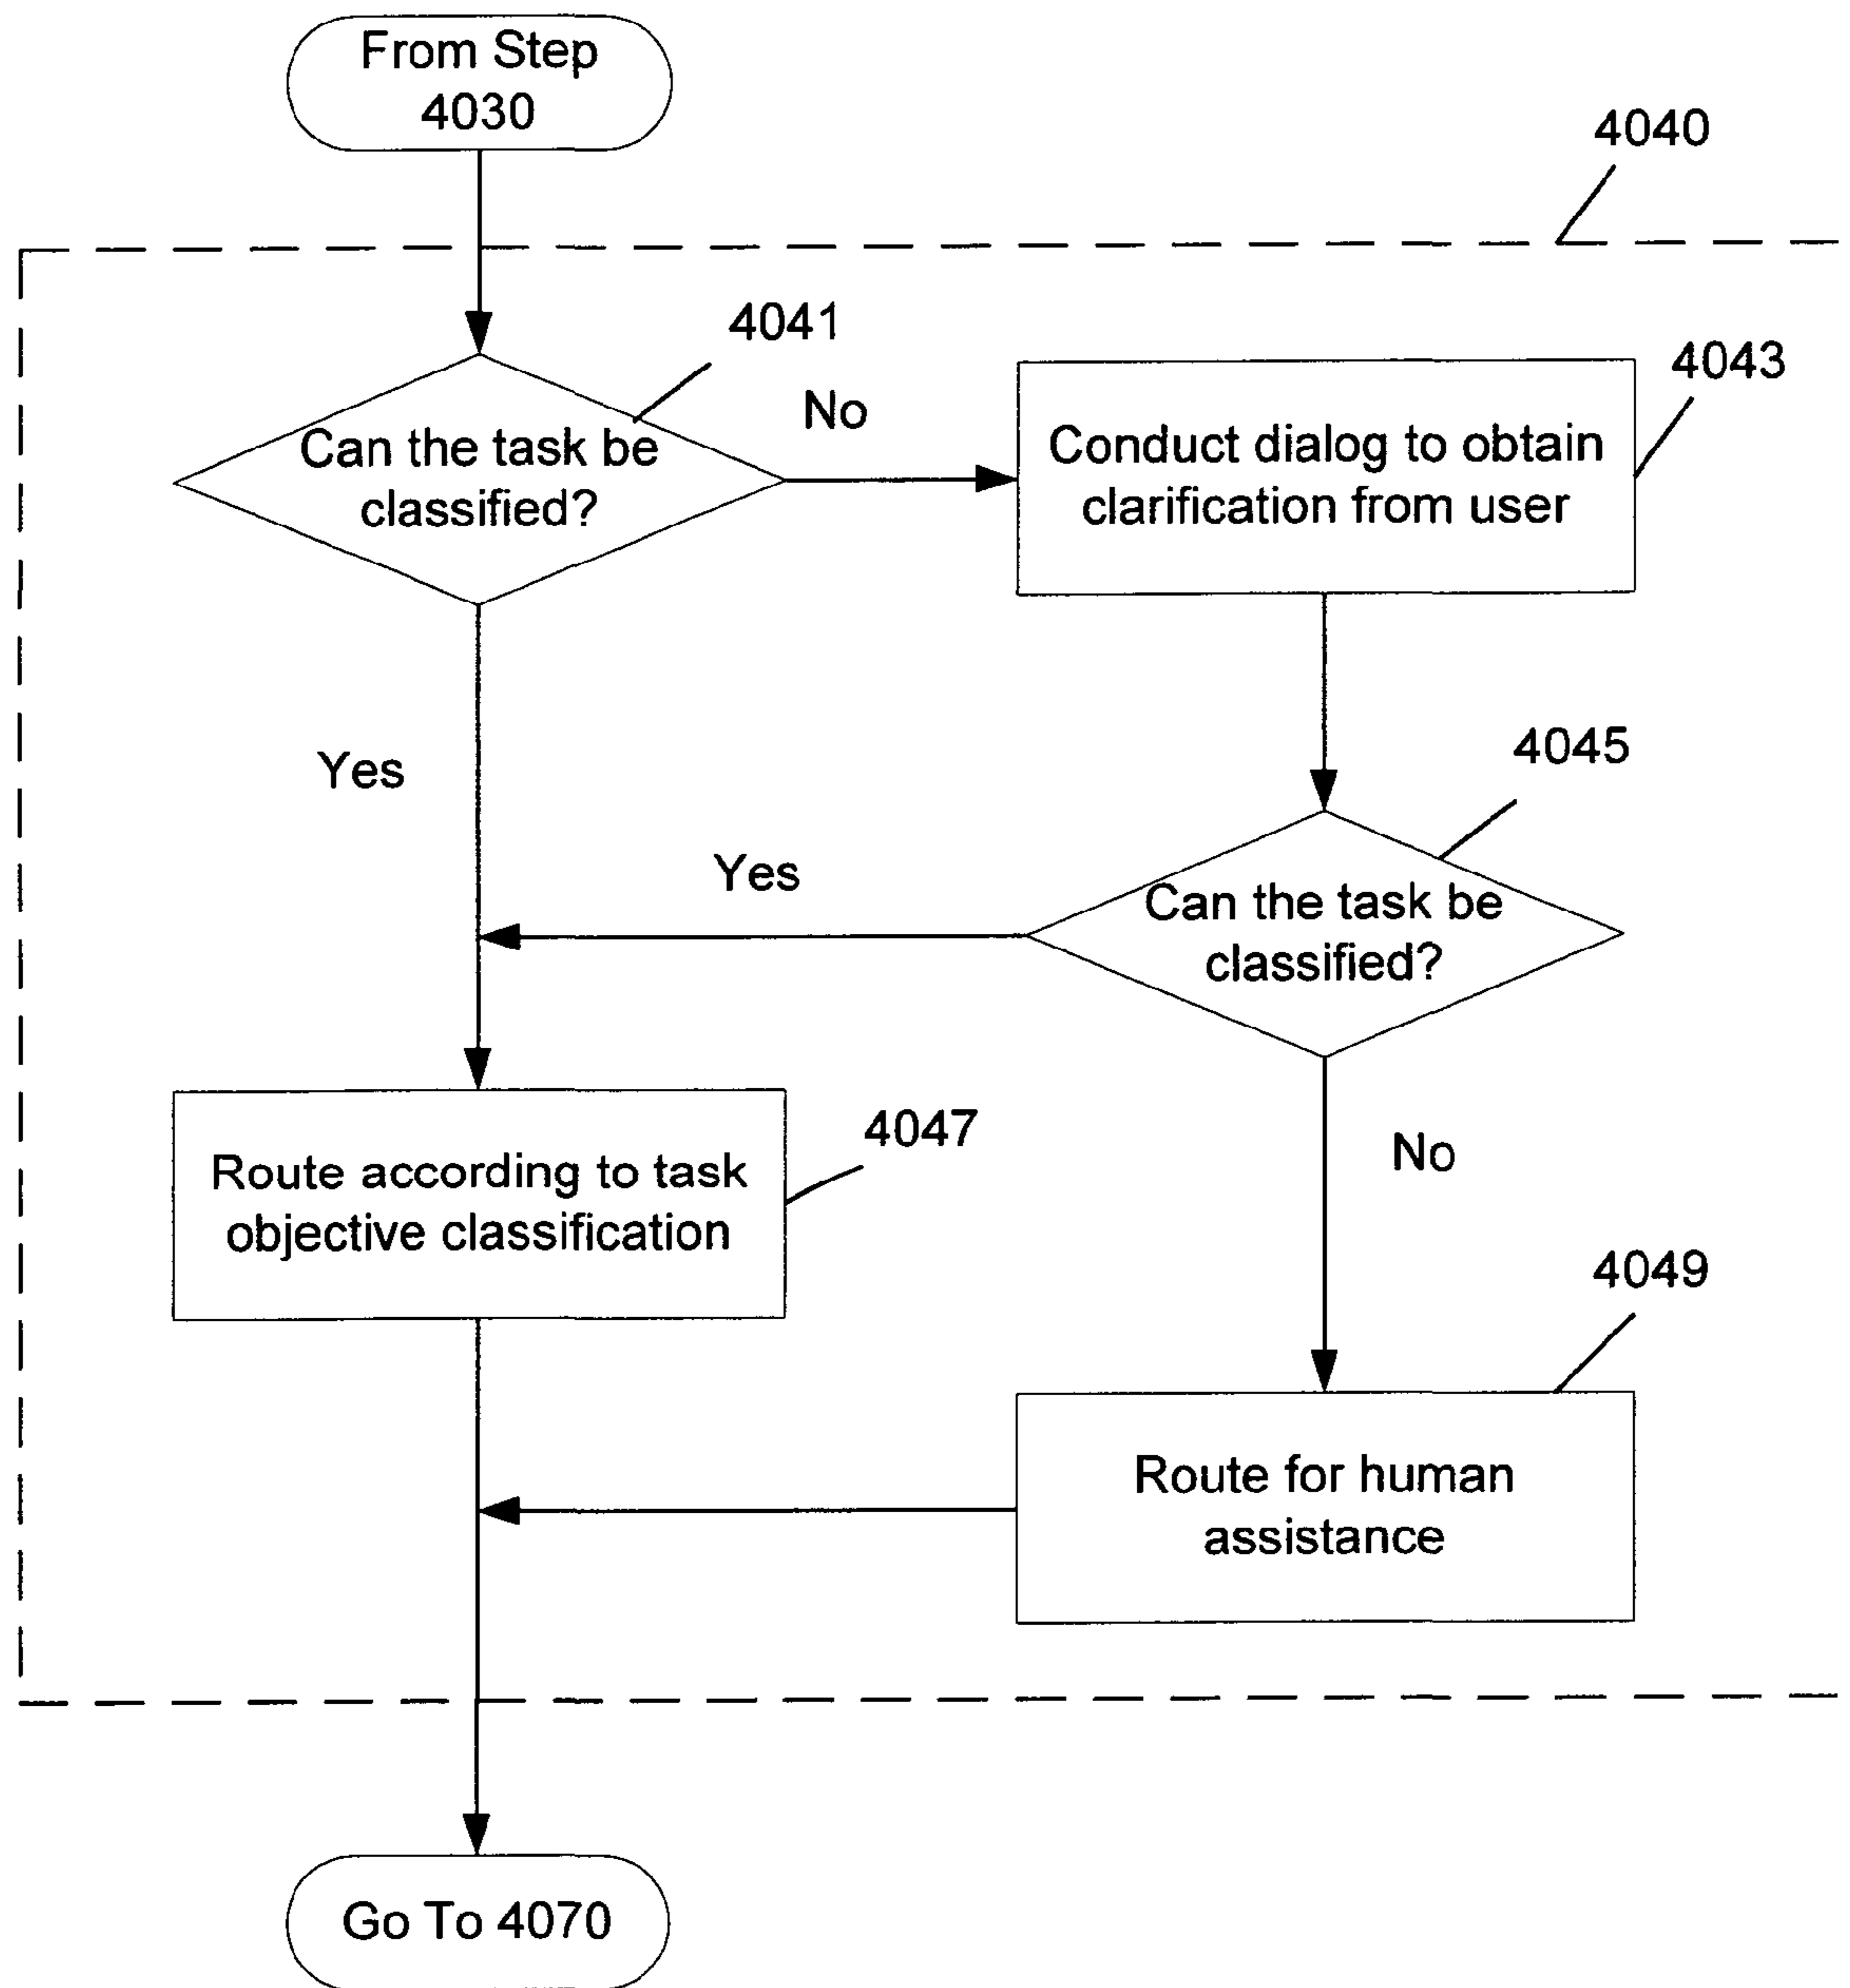 From Step
4030
4040
4041
No
4043
Can the task be
classified?
Conduct dialog to obtain
clarification from user
Yes
4045
Yes
Can the task be
classified?
4047
No
Route according to task
objective classification
4049
Route for human
assistance
Go To 4070